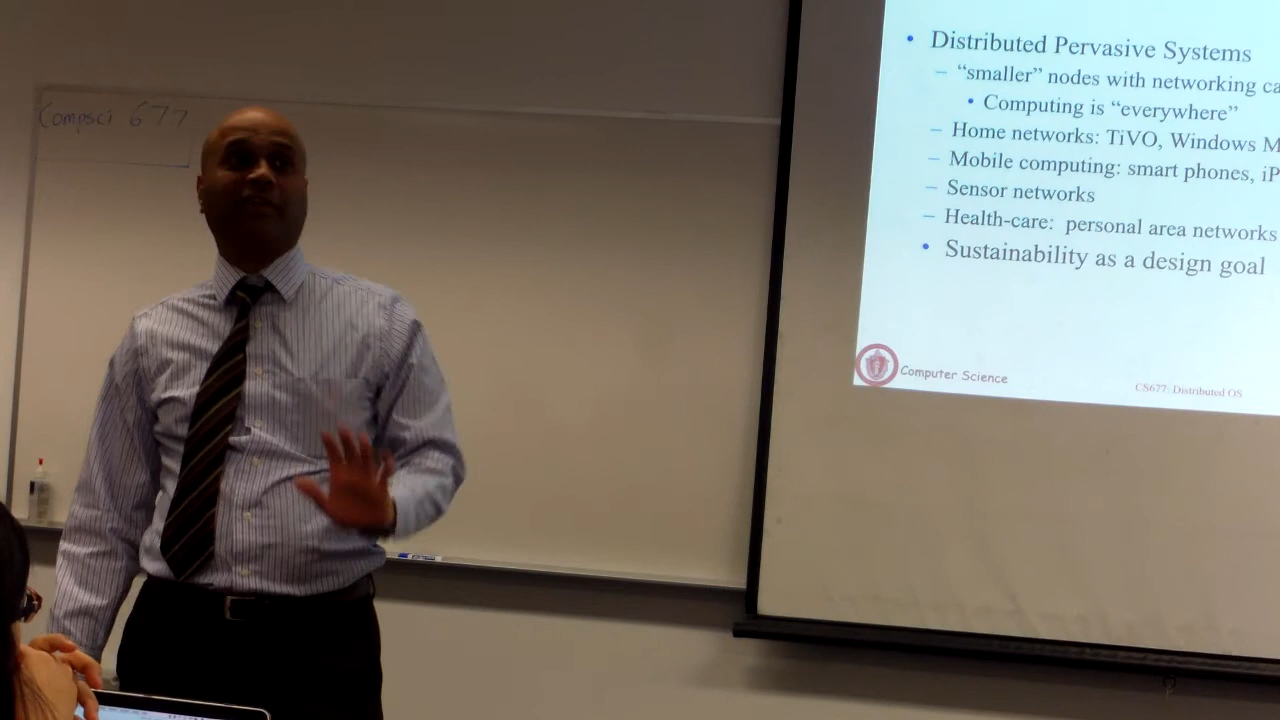 Compsci 677
• Distributed Pervasive Systems
– “smaller” nodes with networking ca
• Computing is “everywhere”
– Home networks: TiVO, Windows M
– Mobile computing: smart phones, iP
– Sensor networks
– Health-care: personal area networks
• Sustainability as a design goal
Computer Science
CS677: Distributed OS